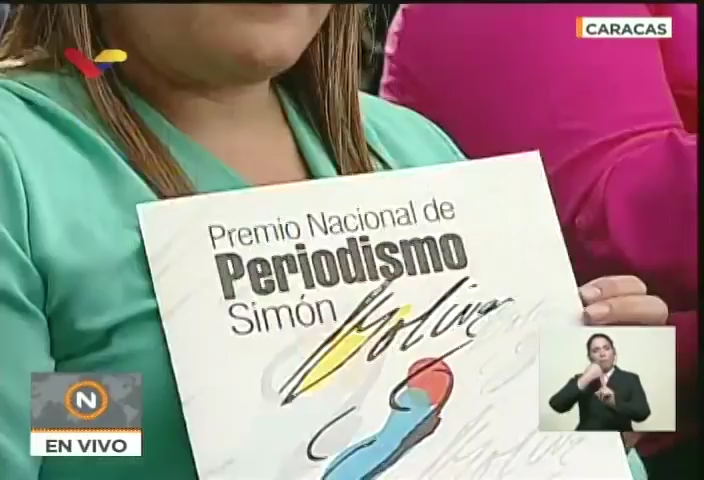 CARACAS
Premio Nacional de
Periodismo
Simón Bolívar
N
EN VIVO